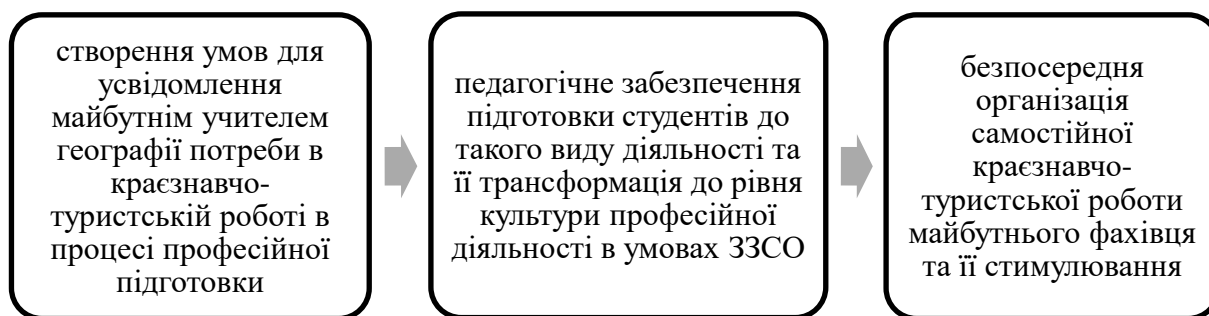 створення умов для
усвідомлення
майбутнім учителем
географії потреби в
краєзнавчо-
туристській роботі в
процесі професійної
підготовки
педагогічне забезпечення
підготовки студентів до
такого виду діяльності та
її трансформація до рівня
культури професійної
діяльності в умовах ЗЗСО
безпосередня
організація
самостійної
краєзнавчо-
туристської роботи
майбутнього фахівця
та її стимулювання